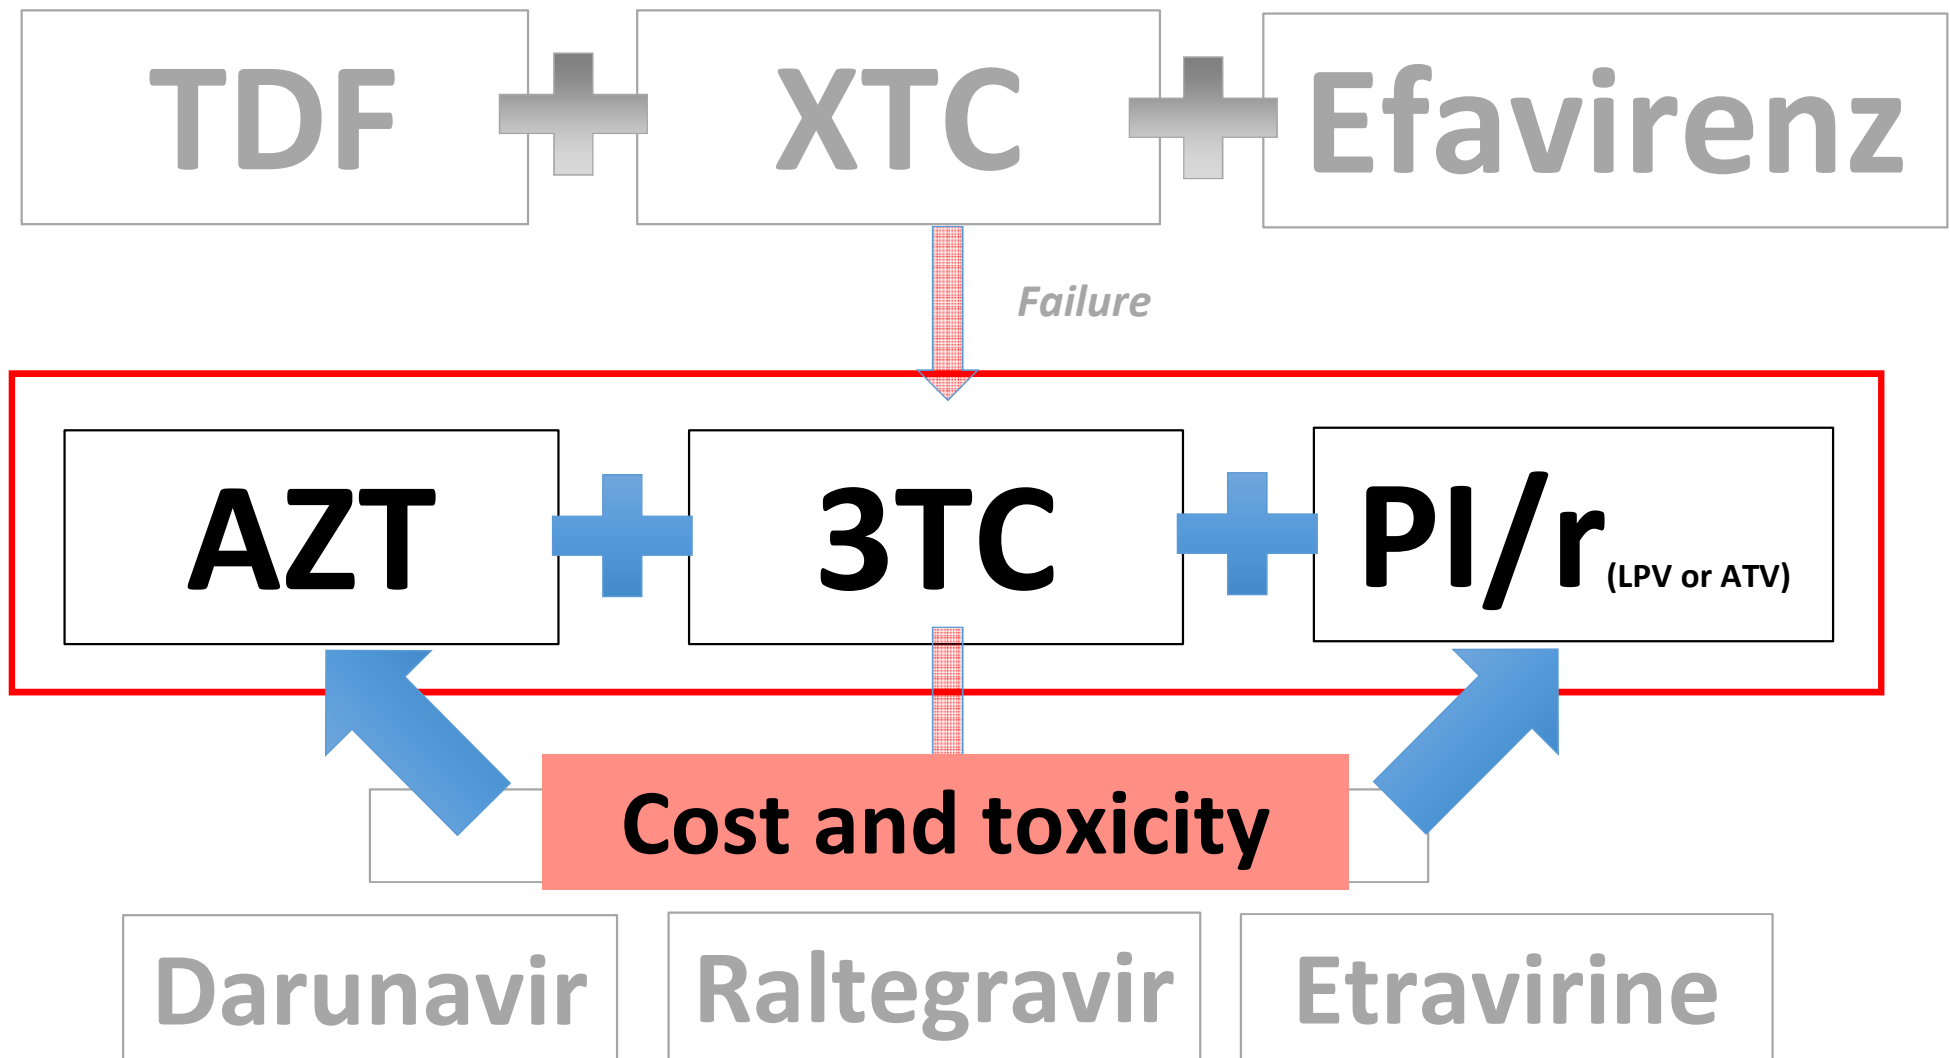 TDF XTC Efavirenz
Failure
AZT 3TC PI/r (LPV or ATV)
Cost and toxicity
Darunavir Raltegravir Etravirine